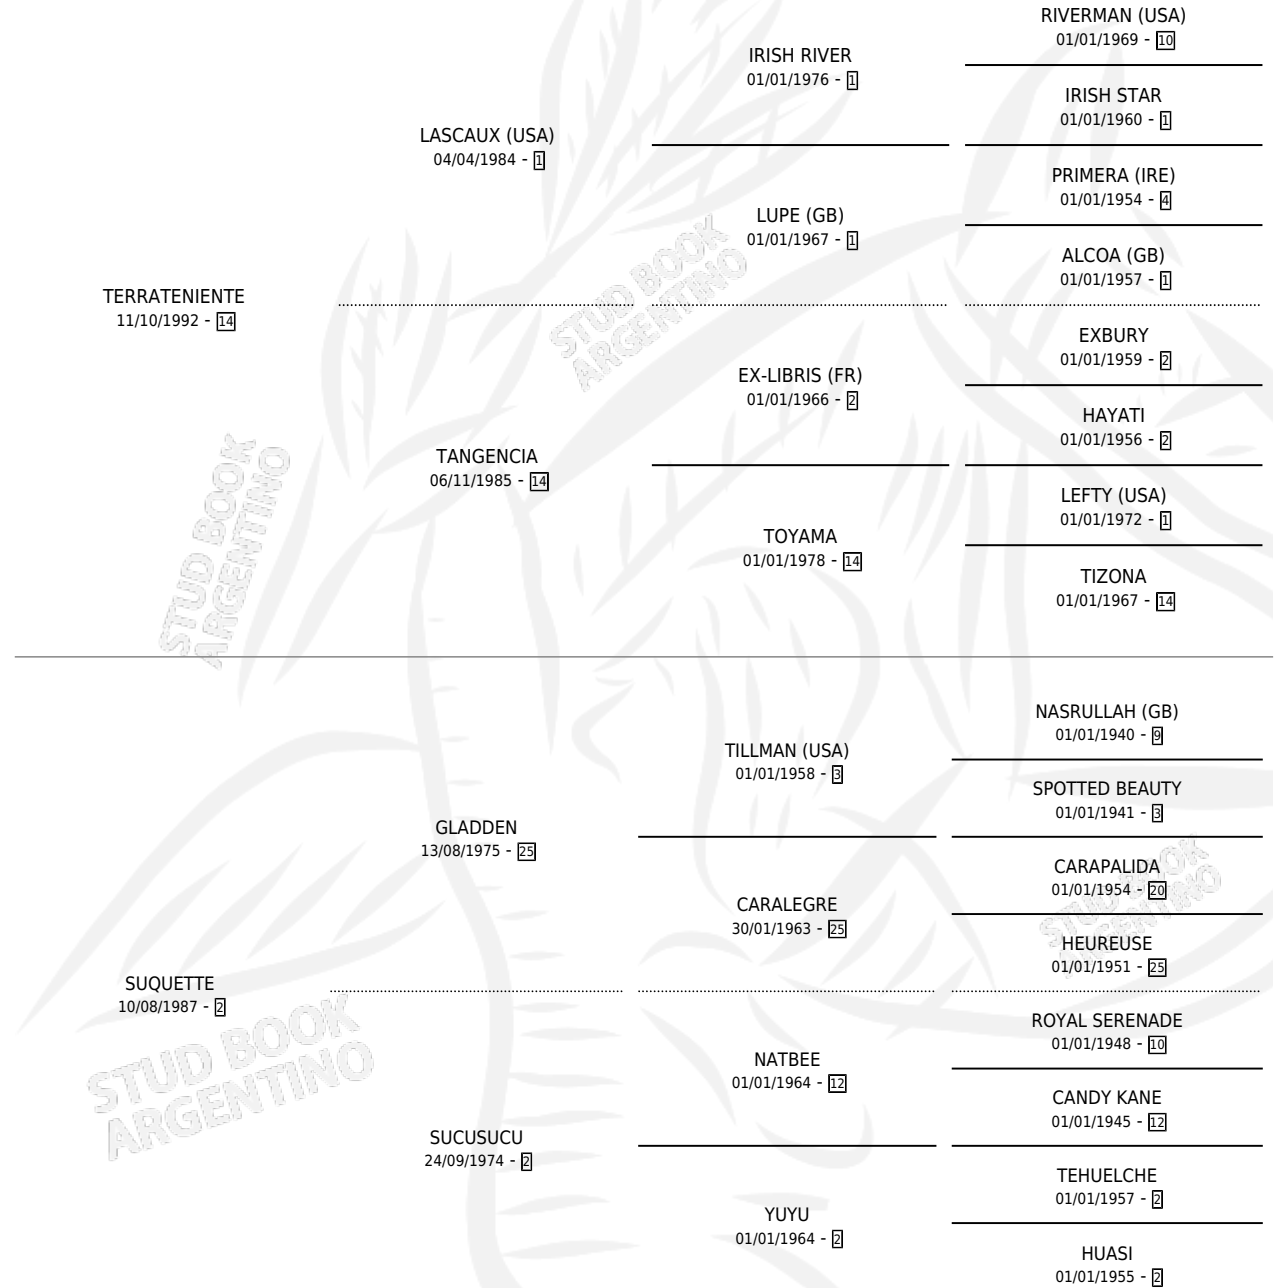 RIVERMAN (USA)
01/01/1969 - 10
IRISH RIVER
01/01/1976 - 1
IRISH STAR
01/01/1960 - 1
LASCAUX (USA)
04/04/1984 - 1
PRIMERA (IRE)
01/01/1954 - 4
LUPE (GB)
01/01/1967 - 1
ALCOA (GB)
01/01/1957 - 1
TERRATENIENTE
11/10/1992 - 14
STUD BOOK
ARGENTINO
EXBURY
01/01/1959 - 2
EX-LIBRIS (FR)
01/01/1966 - 2
HAYATI
01/01/1956 - 2
TANGENCIA
06/11/1985 - 14
LEFTY (USA)
01/01/1972 - 1
TOYAMA
01/01/1978 - 14
TIZONA
01/01/1967 - 14
STUD BOOK
ARGENTINO
NASRULLAH (GB)
01/01/1940 - 9
TILLMAN (USA)
01/01/1958 - 3
SPOTTED BEAUTY
01/01/1941 - 3
GLADDEN
13/08/1975 - 25
CARAPALIDA
01/01/1954 - 20
CARALEGRE
30/01/1963 - 25
HEUREUSE
01/01/1951 - 25
STUD BOOK
ARGENTINO
SUQUETTE
10/08/1987 - 2
ROYAL SERENADE
01/01/1948 - 10
NATBEE
01/01/1964 - 12
CANDY KANE
01/01/1945 - 12
STUD BOOK
ARGENTINO
SUCUSUCU
24/09/1974 - 2
TEHUELCHE
01/01/1957 - 2
YUYU
01/01/1964 - 2
HUASI
01/01/1955 - 2